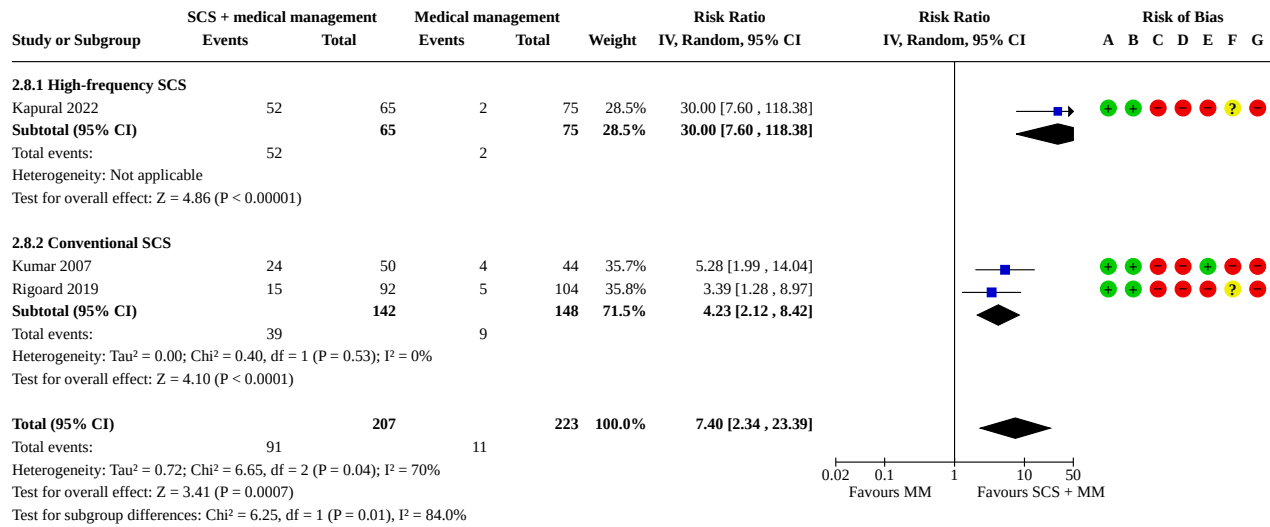 SCS + medical management Medical management Risk Ratio Risk Ratio Risk of Bias
Study or Subgroup Events Total Events Total Weight IV, Random, 95% CI IV, Random, 95% CI A B C D E F G
2.8.1 High-frequency SCS
Kapural 2022 52 65 2 75 28.5% 30.00 [7.60 , 118.38] + + − − − ? −
Subtotal (95% CI) 65 75 28.5% 30.00 [7.60 , 118.38]
Total events: 52 2
Heterogeneity: Not applicable
Test for overall effect: Z = 4.86 (P < 0.00001)
2.8.2 Conventional SCS
Kumar 2007 24 50 4 44 35.7% 5.28 [1.99 , 14.04] + + − − + − −
Rigoard 2019 15 92 5 104 35.8% 3.39 [1.28 , 8.97] + + − − − ? −
Subtotal (95% CI) 142 148 71.5% 4.23 [2.12 , 8.42]
Total events: 39 9
Heterogeneity: Tau² = 0.00; Chi² = 0.40, df = 1 (P = 0.53); I² = 0%
Test for overall effect: Z = 4.10 (P < 0.0001)
Total (95% CI) 207 223 100.0% 7.40 [2.34 , 23.39]
Total events: 91 11
Heterogeneity: Tau² = 0.72; Chi² = 6.65, df = 2 (P = 0.04); I² = 70%
0.02 0.1 1 10 50
Test for overall effect: Z = 3.41 (P = 0.0007) Favours MM Favours SCS + MM
Test for subgroup differences: Chi² = 6.25, df = 1 (P = 0.01), I² = 84.0%